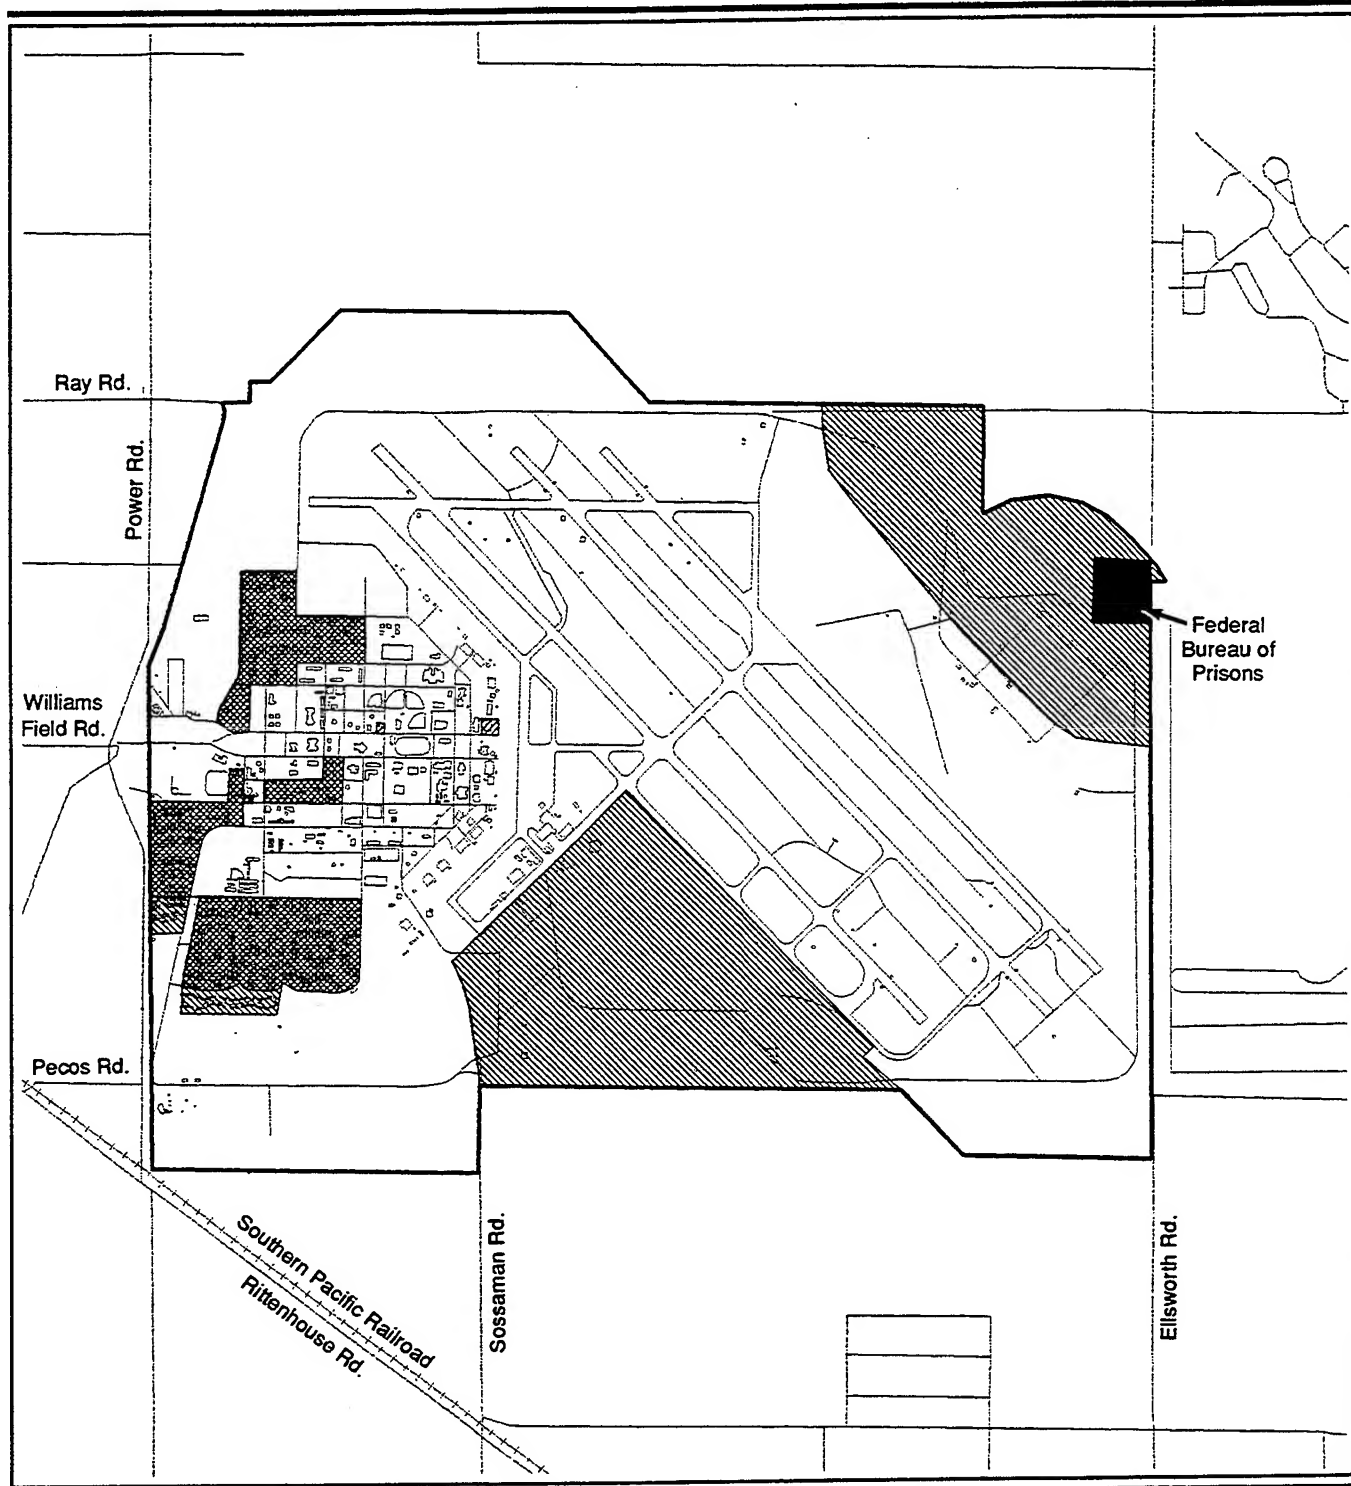 Ray Rd.
Power Rd.
Federal
Bureau of
Prisons
Williams
Field Rd.
Pecos Rd.
Southern Pacific Railroad
Rittenhouse Rd.
Sossaman Rd.
Ellsworth Rd.